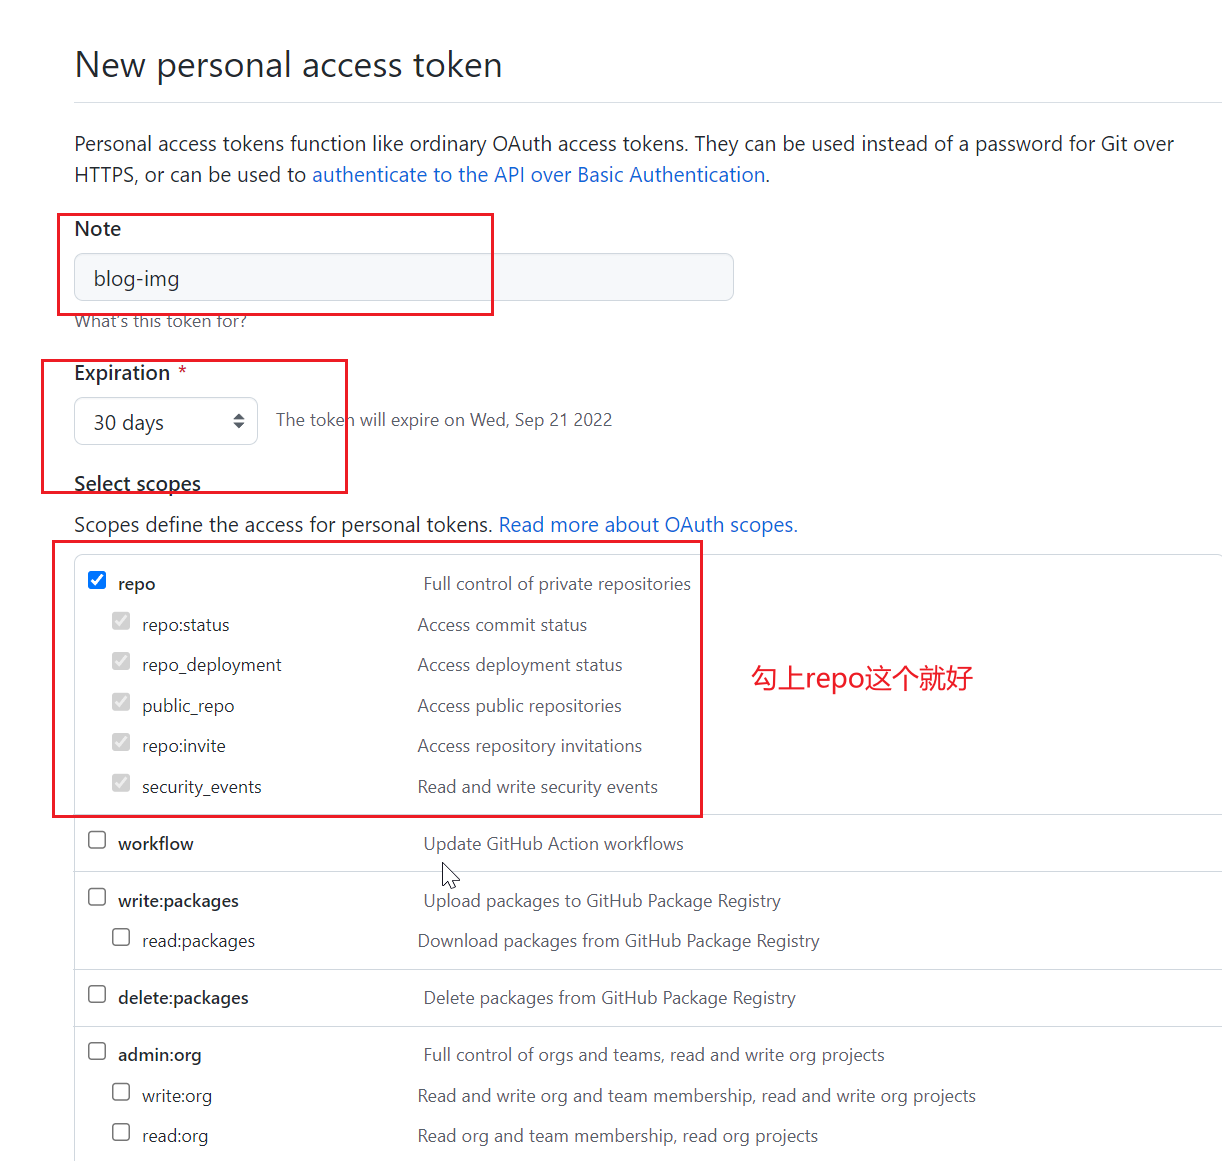 New personal access token
Personal access tokens function like ordinary OAuth access tokens. They can be used instead of a password for Git over
HTTPS, or can be used to authenticate to the API over Basic Authentication.
Note
blog-img
What's this token for?
Expiration *
30 days The token will expire on Wed, Sep 21 2022
Select scopes
Scopes define the access for personal tokens. Read more about OAuth scopes.
repo Full control of private repositories
repo:status Access commit status
repo_deployment Access deployment status
勾上repo这个就好
public_repo Access public repositories
repo:invite Access repository invitations
security_events Read and write security events
workflow Update GitHub Action workflows
write:packages Upload packages to GitHub Package Registry
read:packages Download packages from GitHub Package Registry
delete:packages Delete packages from GitHub Package Registry
admin:org Full control of orgs and teams, read and write org projects
write:org Read and write org and team membership, read and write org projects
read:org Read org and team membership, read org projects